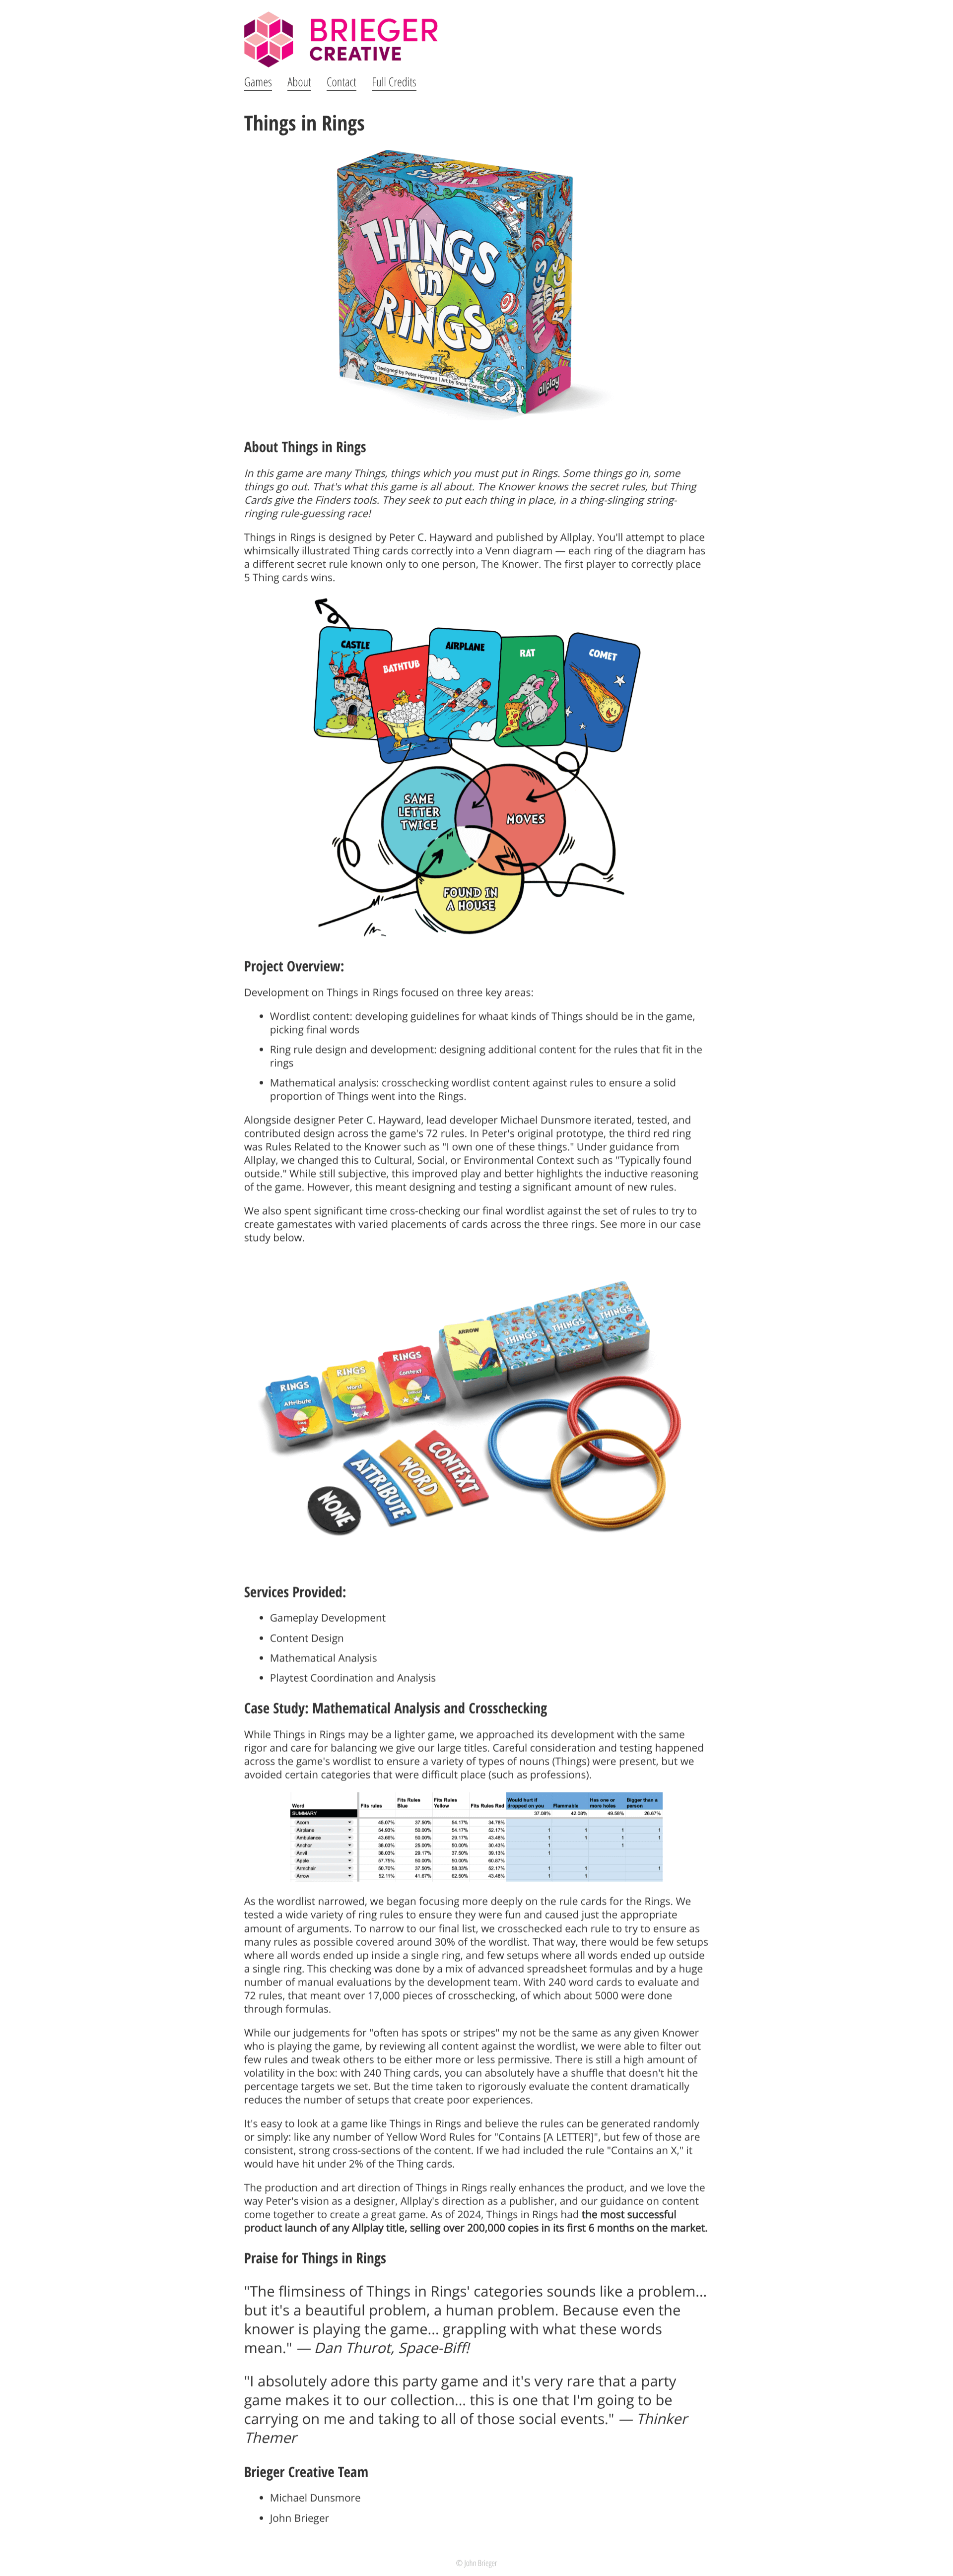 BRIEGER
CREATIVE
Games About Contact Full Credits
Things in Rings
THINGS
in
RINGS
THINGS
in
RINGS
Designed by Peter Hayward | Art by Snow Conrad
THINGS
RINGS
allplay
About Things in Rings
In this game are many Things, things which you must put in Rings. Some things go in, some
things go out. That's what this game is all about. The Knower knows the secret rules, but Thing
Cards give the Finders tools. They seek to put each thing in place, in a thing-slinging string-
ringing rule-guessing race!
Things in Rings is designed by Peter C. Hayward and published by Allplay. You'll attempt to place
whimsically illustrated Thing cards correctly into a Venn diagram — each ring of the diagram has
a different secret rule known only to one person, The Knower. The first player to correctly place
5 Thing cards wins.
CASTLE
BATHTUB
AIRPLANE
RAT
COMET
SAME
LETTER
TWICE
MOVES
FOUND IN
A HOUSE
Project Overview:
Development on Things in Rings focused on three key areas:
• Wordlist content: developing guidelines for whaat kinds of Things should be in the game,
picking final words
• Ring rule design and development: designing additional content for the rules that fit in the
rings
• Mathematical analysis: crosschecking wordlist content against rules to ensure a solid
proportion of Things went into the Rings.
Alongside designer Peter C. Hayward, lead developer Michael Dunsmore iterated, tested, and
contributed design across the game's 72 rules. In Peter's original prototype, the third red ring
was Rules Related to the Knower such as "I own one of these things." Under guidance from
Allplay, we changed this to Cultural, Social, or Environmental Context such as "Typically found
outside." While still subjective, this improved play and better highlights the inductive reasoning
of the game. However, this meant designing and testing a significant amount of new rules.
We also spent significant time cross-checking our final wordlist against the set of rules to try to
create gamestates with varied placements of cards across the three rings. See more in our case
study below.
RINGS
Attribute
RINGS
Word
RINGS
Context
ARROW
THINGS
THINGS
THINGS
NONE
ATTRIBUTE
WORD
CONTEXT
Services Provided:
• Gameplay Development
• Content Design
• Mathematical Analysis
• Playtest Coordination and Analysis
Case Study: Mathematical Analysis and Crosschecking
While Things in Rings may be a lighter game, we approached its development with the same
rigor and care for balancing we give our large titles. Careful consideration and testing happened
across the game's wordlist to ensure a variety of types of nouns (Things) were present, but we
avoided certain categories that were difficult place (such as professions).
Word Fits rules Fits Rules Blue Fits Rules Yellow Fits Rules Red Would hurt if dropped on you Flammable Has one or more holes Bigger than a person
SUMMARY 37.08% 42.08% 49.58% 26.67%
Acorn 45.07% 37.50% 54.17% 34.78%
Airplane 54.93% 50.00% 54.17% 52.17% 1 1 1 1
Ambulance 43.66% 50.00% 29.17% 43.48% 1 1 1 1
Anchor 38.03% 25.00% 50.00% 30.43% 1
Anvil 38.03% 29.17% 37.50% 39.13% 1
Apple 57.75% 50.00% 50.00% 60.87%
Armchair 50.70% 37.50% 58.33% 52.17% 1 1 1
Arrow 52.11% 41.67% 62.50% 43.48% 1 1
As the wordlist narrowed, we began focusing more deeply on the rule cards for the Rings. We
tested a wide variety of ring rules to ensure they were fun and caused just the appropriate
amount of arguments. To narrow to our final list, we crosschecked each rule to try to ensure as
many rules as possible covered around 30% of the wordlist. That way, there would be few setups
where all words ended up inside a single ring, and few setups where all words ended up outside
a single ring. This checking was done by a mix of advanced spreadsheet formulas and by a huge
number of manual evaluations by the development team. With 240 word cards to evaluate and
72 rules, that meant over 17,000 pieces of crosschecking, of which about 5000 were done
through formulas.
While our judgements for "often has spots or stripes" my not be the same as any given Knower
who is playing the game, by reviewing all content against the wordlist, we were able to filter out
few rules and tweak others to be either more or less permissive. There is still a high amount of
volatility in the box: with 240 Thing cards, you can absolutely have a shuffle that doesn't hit the
percentage targets we set. But the time taken to rigorously evaluate the content dramatically
reduces the number of setups that create poor experiences.
It's easy to look at a game like Things in Rings and believe the rules can be generated randomly
or simply: like any number of Yellow Word Rules for "Contains [A LETTER]", but few of those are
consistent, strong cross-sections of the content. If we had included the rule "Contains an X," it
would have hit under 2% of the Thing cards.
The production and art direction of Things in Rings really enhances the product, and we love the
way Peter's vision as a designer, Allplay's direction as a publisher, and our guidance on content
come together to create a great game. As of 2024, Things in Rings had the most successful
product launch of any Allplay title, selling over 200,000 copies in its first 6 months on the market.
Praise for Things in Rings
"The flimsiness of Things in Rings' categories sounds like a problem...
but it's a beautiful problem, a human problem. Because even the
knower is playing the game... grappling with what these words
mean." — Dan Thurot, Space-Biff!
"I absolutely adore this party game and it's very rare that a party
game makes it to our collection... this is one that I'm going to be
carrying on me and taking to all of those social events." — Thinker
Themer
Brieger Creative Team
• Michael Dunsmore
• John Brieger
© John Brieger